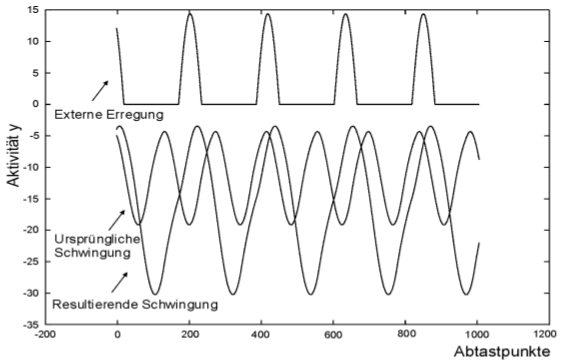 15
10
5
0
-5
-10
-15
-20
-25
-30
-35
Aktivität y
Externe Erregung
Ursprüngliche
Schwingung
Resultierende Schwingung
-200 0 200 400 600 800 1000 1200
Abtastpunkte